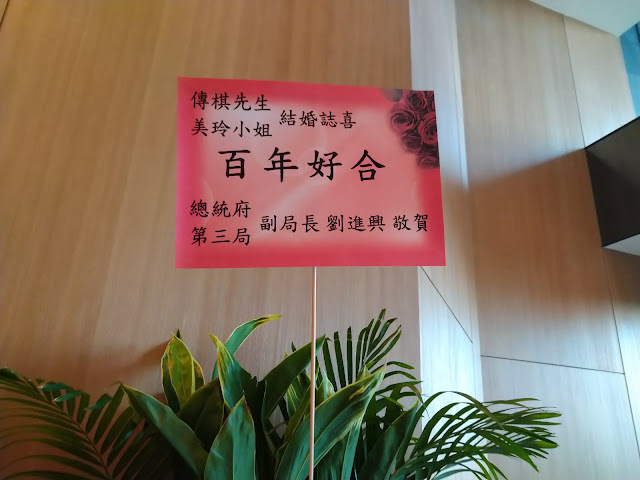 傳棋先生
美玲小姐 結婚誌喜
百年好合
總統府
第三局 副局長 劉進興 敬賀